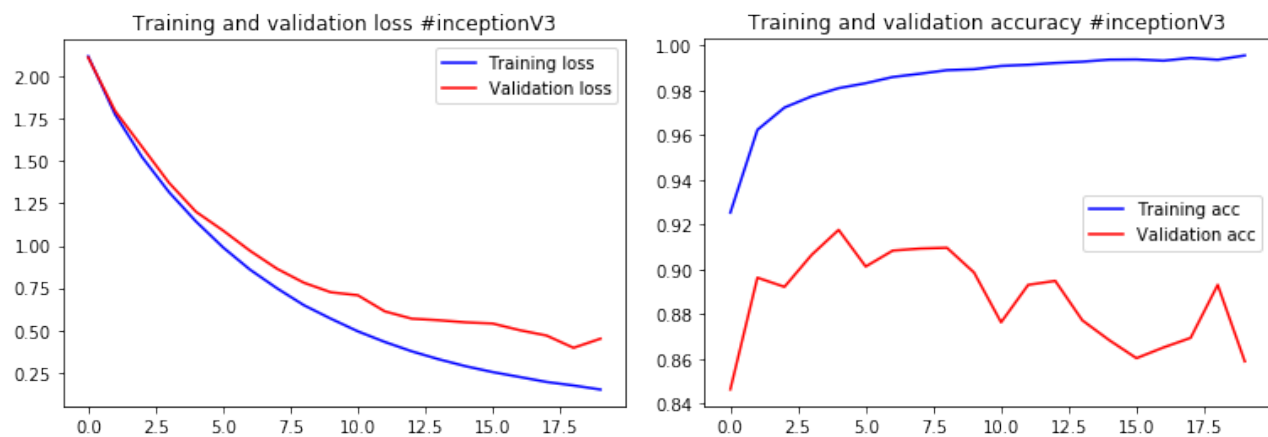 Training and validation loss #inceptionV3
Training loss
Validation loss
2.00
1.75
1.50
1.25
1.00
0.75
0.50
0.25
0.0 2.5 5.0 7.5 10.0 12.5 15.0 17.5
Training and validation accuracy #inceptionV3
1.00
0.98
0.96
0.94
0.92
Training acc
Validation acc
0.90
0.88
0.86
0.84
0.0 2.5 5.0 7.5 10.0 12.5 15.0 17.5